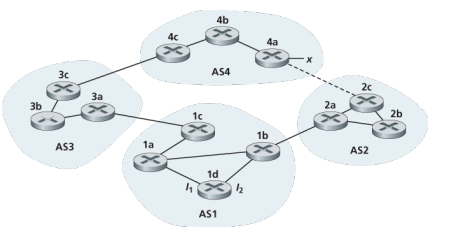 4b
4c
4a
x
AS4
3c
3b
3a
AS3
2c
2a
2b
AS2
1c
1b
1a
1d
I1
I2
AS1